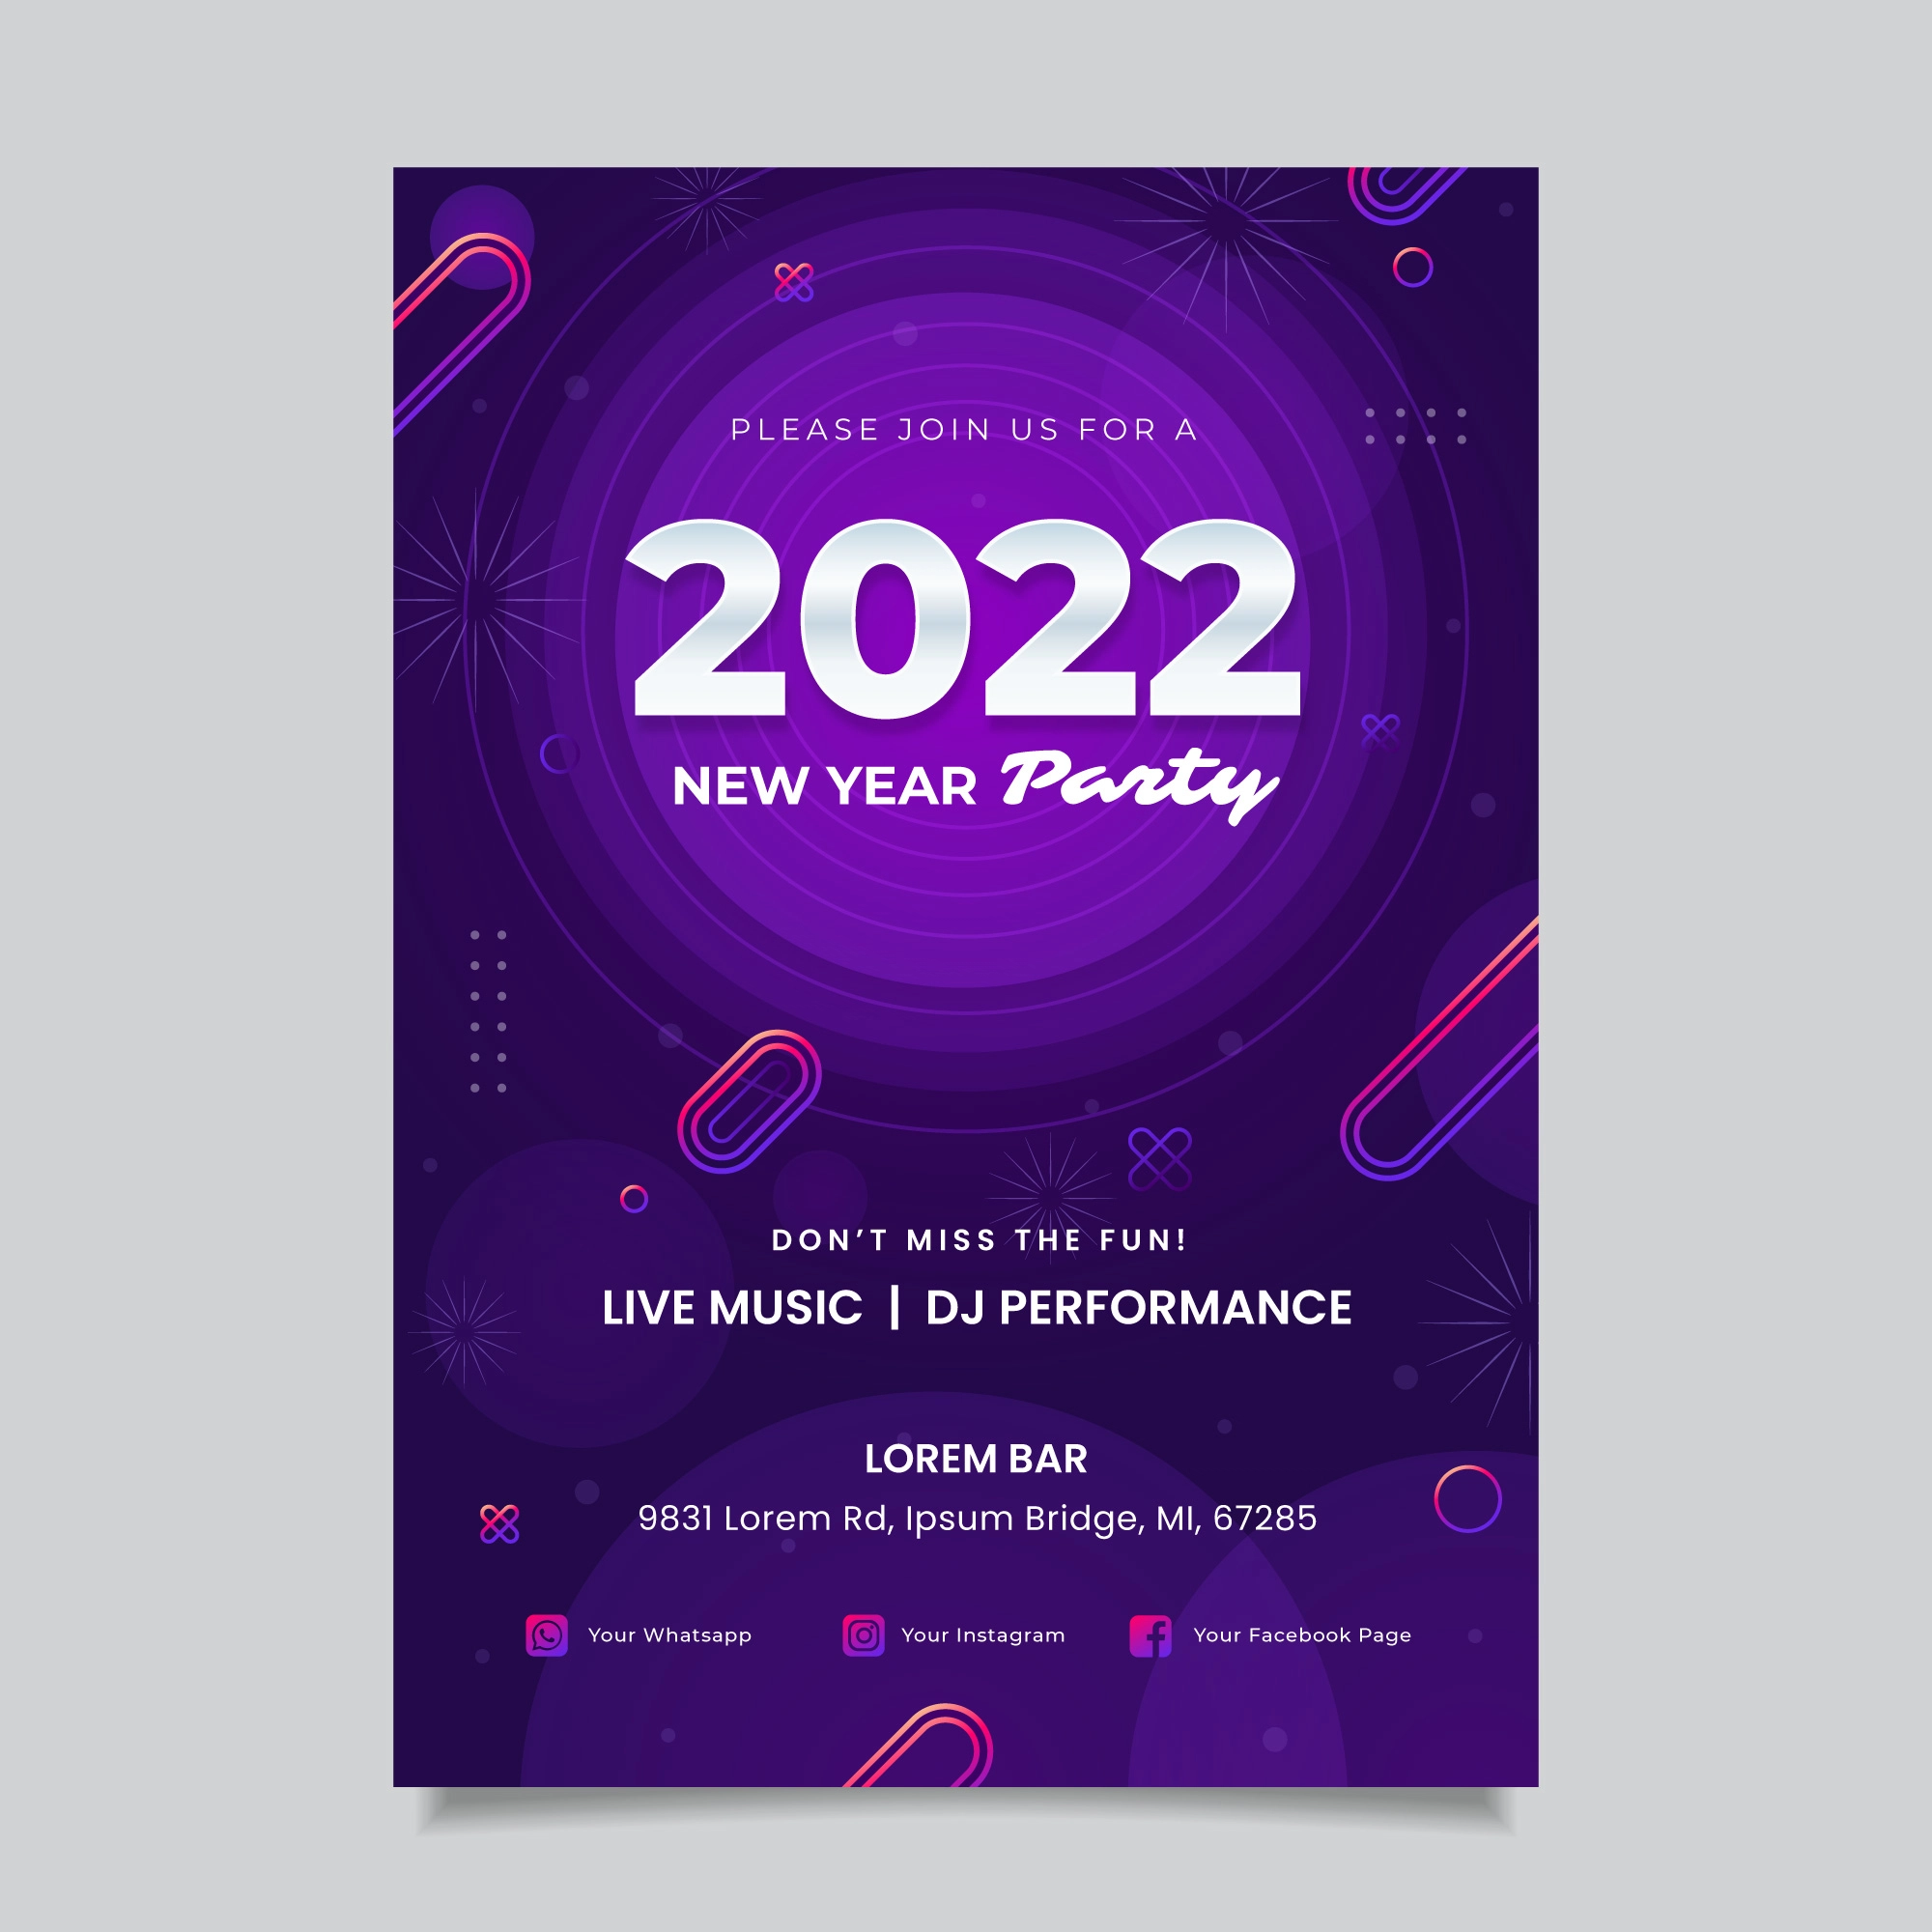 PLEASE JOIN US FOR A
2022
NEW YEAR Party
DON'T MISS THE FUN!
LIVE MUSIC | DJ PERFORMANCE
LOREM BAR
9831 Lorem Rd, Ipsum Bridge, MI, 67285
Your Whatsapp Your Instagram Your Facebook Page